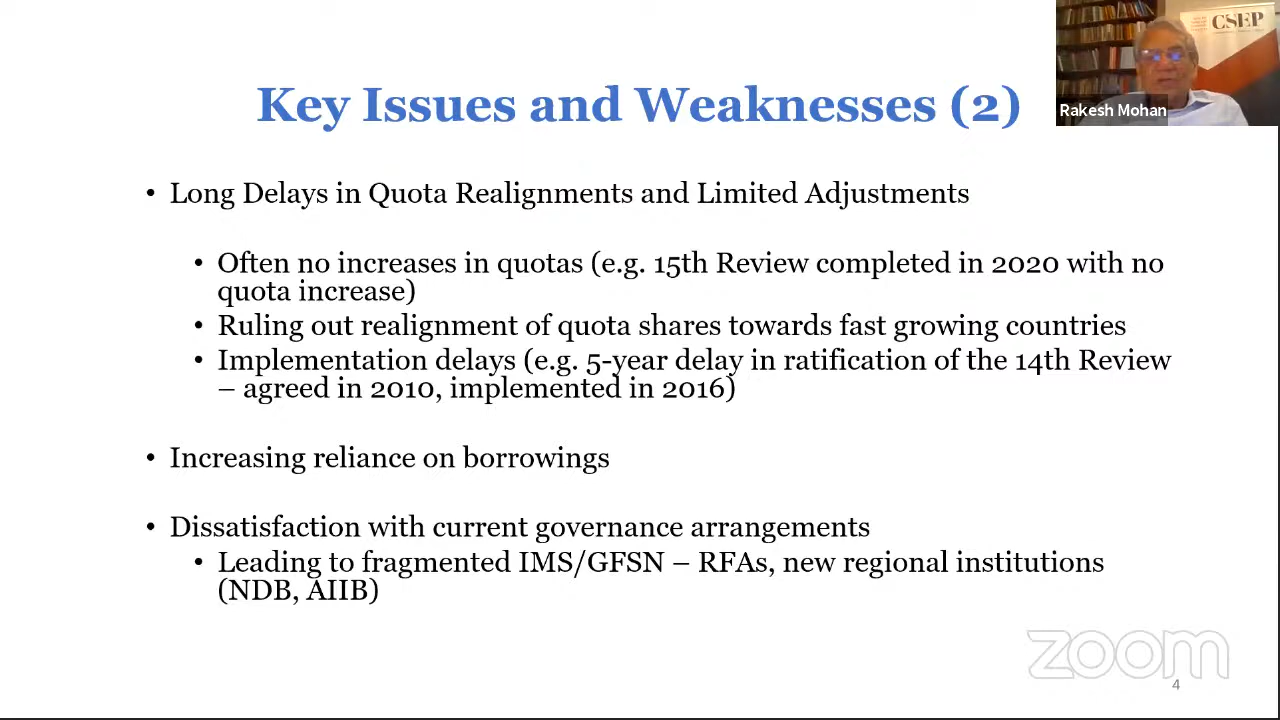 CSEP
Rakesh Mohan
Key Issues and Weaknesses (2)
• Long Delays in Quota Realignments and Limited Adjustments
• Often no increases in quotas (e.g. 15th Review completed in 2020 with no
quota increase)
• Ruling out realignment of quota shares towards fast growing countries
• Implementation delays (e.g. 5-year delay in ratification of the 14th Review
– agreed in 2010, implemented in 2016)
• Increasing reliance on borrowings
• Dissatisfaction with current governance arrangements
• Leading to fragmented IMS/GFSN – RFAs, new regional institutions
(NDB, AIIB)
zoom
4